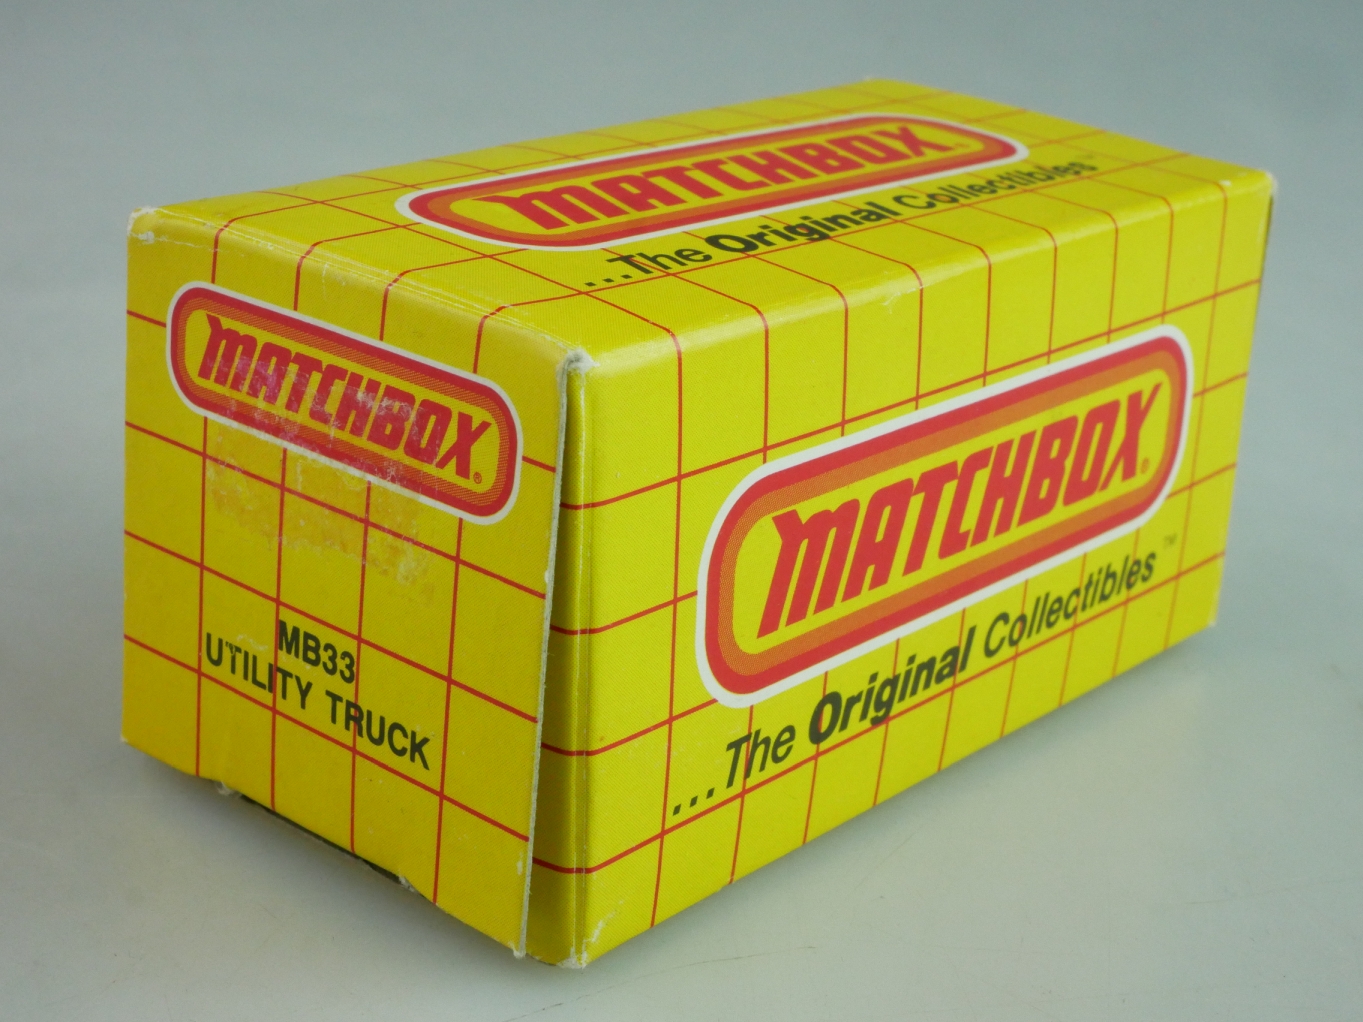 MATCHBOX
...The Original Collectibles™
MATCHBOX®
MB33
UTILITY TRUCK
MATCHBOX®
...The Original Collectibles™